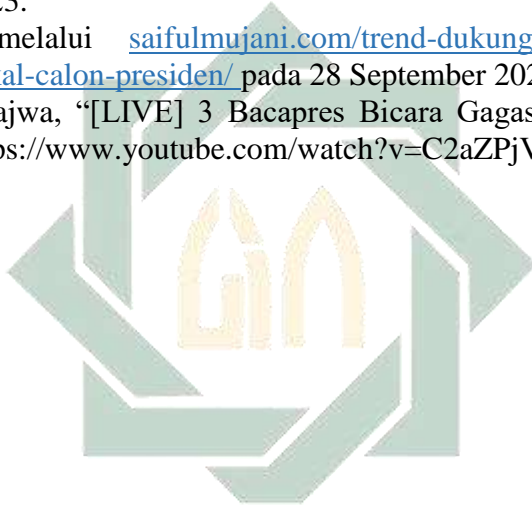 melalui saifulmujani.com/trend-dukung
al-calon-presiden/ pada 28 September 202
ajwa, “[LIVE] 3 Bacapres Bicara Gagas
ps://www.youtube.com/watch?v=C2aZPjV